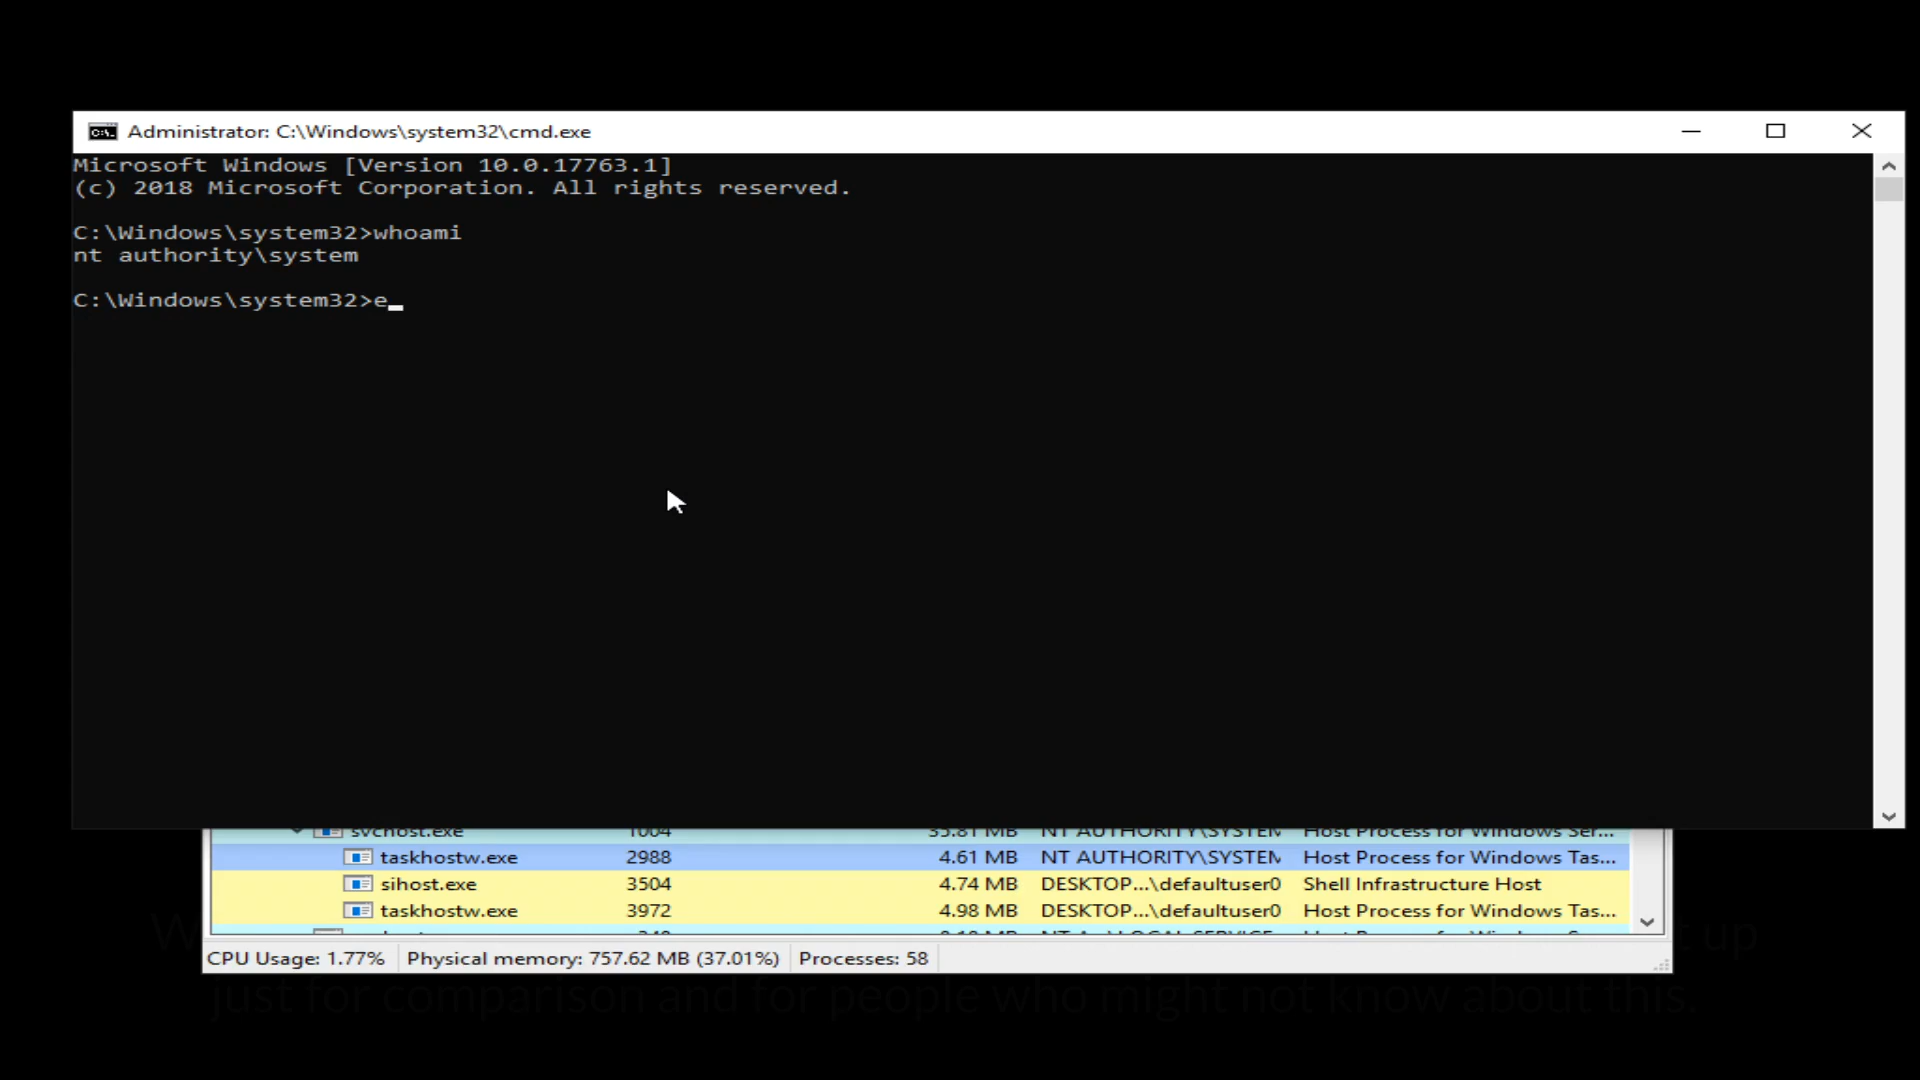 Administrator: C:\Windows\system32\cmd.exe
Microsoft Windows [Version 10.0.17763.1]
(c) 2018 Microsoft Corporation. All rights reserved.
C:\Windows\system32>whoami
nt authority\system
C:\Windows\system32>e
svchost.exe 1004 35.81 MB NT AUTHORITY\SYSTEM Host Process for Windows Ser...
taskhostw.exe 2988 4.61 MB NT AUTHORITY\SYSTEM Host Process for Windows Tas...
sihost.exe 3504 4.74 MB DESKTOP...\defaultuser0 Shell Infrastructure Host
taskhostw.exe 3972 4.98 MB DESKTOP...\defaultuser0 Host Process for Windows Tas...
up
CPU Usage: 1.77% Physical memory: 757.62 MB (37.01%) Processes: 58
just for comparison and for people who might not know about this.